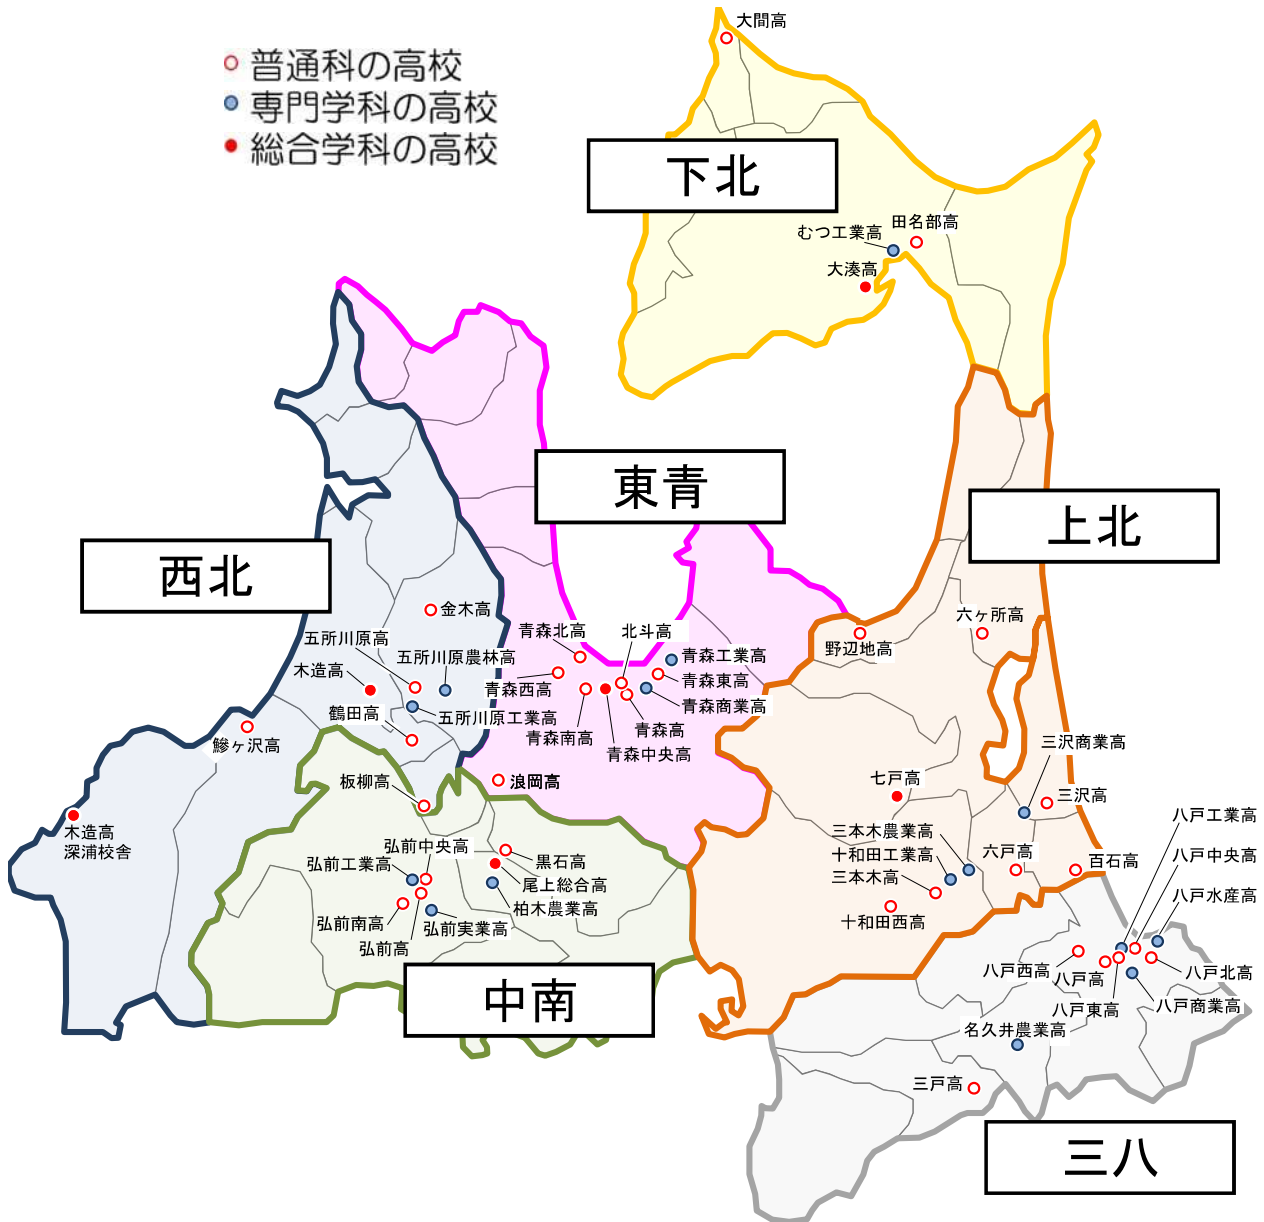 大間高
普通科の高校
専門学科の高校
総合学科の高校
下北
田名部高
むつ工業高
大湊高
東青
上北
西北
金木高
六ヶ所高
青森北高
北斗高
五所川原高
野辺地高
五所川原農林高
青森工業高
木造高
青森西高
青森東高
鶴田高
青森商業高
五所川原工業高
青森高
青森南高
鰺ヶ沢高
三沢商業高
青森中央高
七戸高
板柳高
浪岡高
三沢高
八戸工業高
木造高
深浦校舎
三本木農業高
弘前中央高
六戸高
八戸中央高
十和田工業高
弘前工業高
黒石高
百石高
三本木高
尾上総合高
八戸水産高
柏木農業高
弘前南高
十和田西高
弘前実業高
弘前高
八戸西高
八戸北高
八戸高
中南
八戸東高
八戸商業高
名久井農業高
三戸高
三八